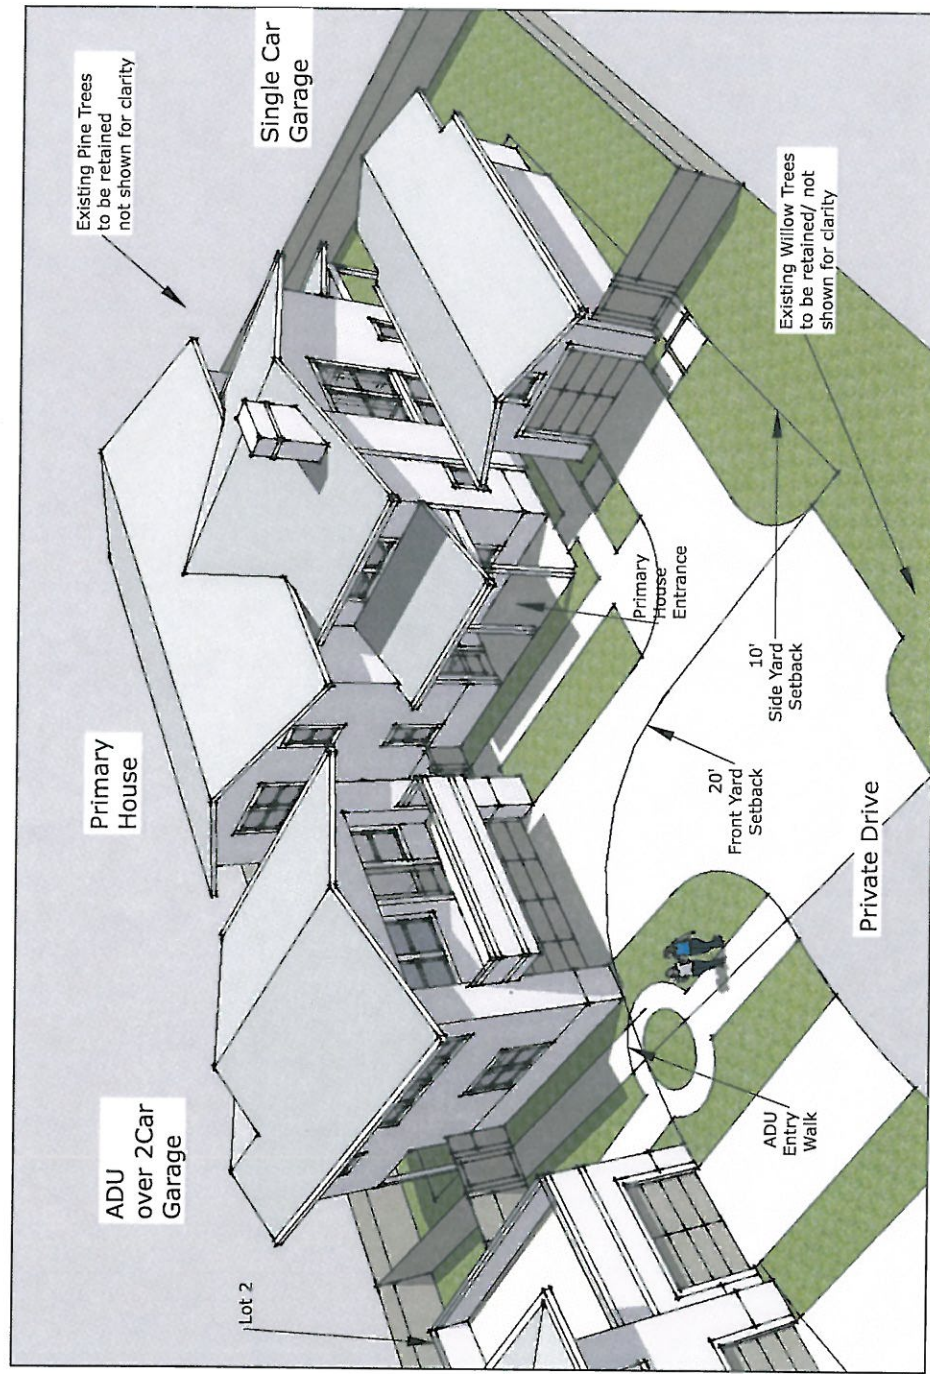 ADU
over 2Car
Garage
Primary
House
Existing Pine Trees
to be retained
not shown for clarity
Single Car
Garage
Lot 2
Primary
House
Entrance
ADU
Entry
Walk
20'
Front Yard
Setback
10'
Side Yard
Setback
Existing Willow Trees
to be retained/ not
shown for clarity
Private Drive